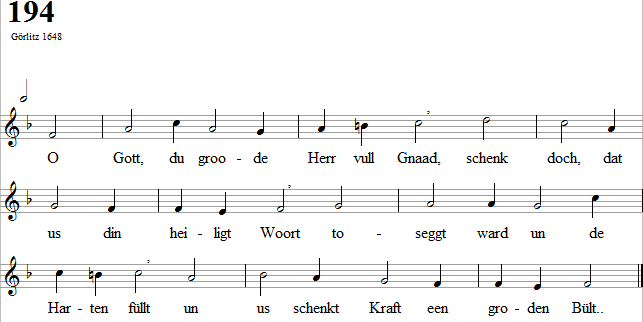 194
Görlitz 1648
O Gott, du groo - de Herr vull Gnaad, schenk doch, dat
us din hei - ligt Woort to - seggt ward un de
Har - ten füllt un us schenkt Kraft een gro - den Bült..